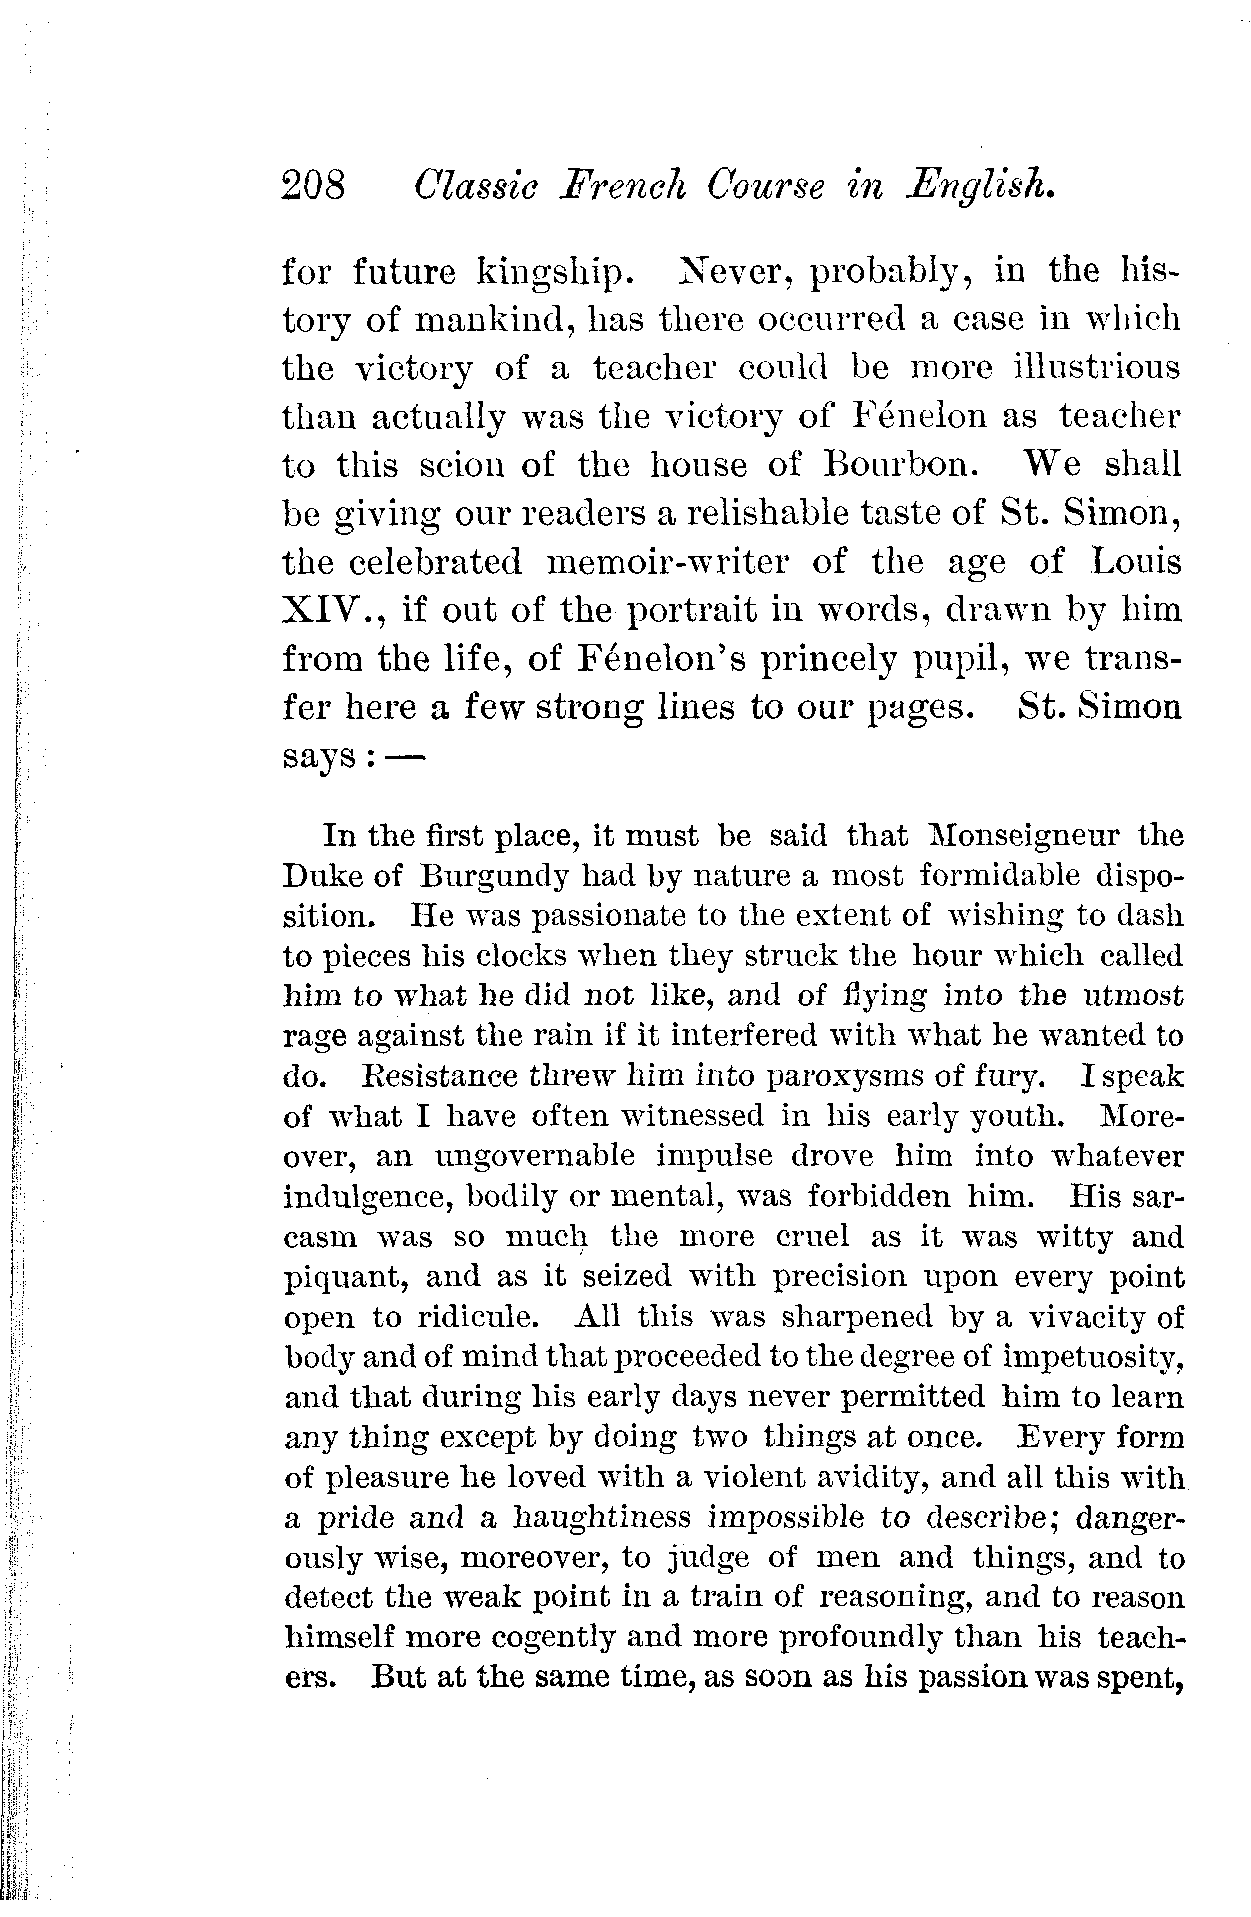 208 Classic French Course in English.
for future kingship. Never, probably, in the his-
tory of mankind, has there occurred a case in which
the victory of a teacher could be more illustrious
than actually was the victory of Fénelon as teacher
to this scion of the house of Bourbon. We shall
be giving our readers a relishable taste of St. Simon,
the celebrated memoir-writer of the age of Louis
XIV., if out of the portrait in words, drawn by him
from the life, of Fénelon's princely pupil, we trans-
fer here a few strong lines to our pages. St. Simon
says : —
In the first place, it must be said that Monseigneur the
Duke of Burgundy had by nature a most formidable dispo-
sition. He was passionate to the extent of wishing to dash
to pieces his clocks when they struck the hour which called
him to what he did not like, and of flying into the utmost
rage against the rain if it interfered with what he wanted to
do. Resistance threw him into paroxysms of fury. I speak
of what I have often witnessed in his early youth. More-
over, an ungovernable impulse drove him into whatever
indulgence, bodily or mental, was forbidden him. His sar-
casm was so much the more cruel as it was witty and
piquant, and as it seized with precision upon every point
open to ridicule. All this was sharpened by a vivacity of
body and of mind that proceeded to the degree of impetuosity,
and that during his early days never permitted him to learn
any thing except by doing two things at once. Every form
of pleasure he loved with a violent avidity, and all this with
a pride and a haughtiness impossible to describe; danger-
ously wise, moreover, to judge of men and things, and to
detect the weak point in a train of reasoning, and to reason
himself more cogently and more profoundly than his teach-
ers. But at the same time, as soon as his passion was spent,